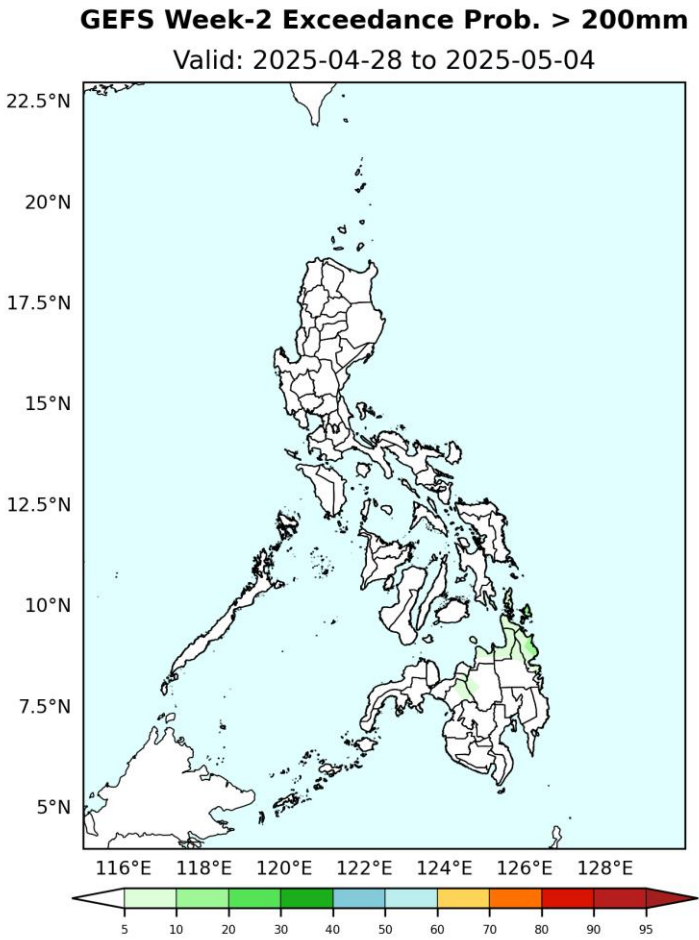 GEFS Week-2 Exceedance Prob. > 200mm
Valid: 2025-04-28 to 2025-05-04
22.5°N
20°N
17.5°N
15°N
12.5°N
10°N
7.5°N
5°N
116°E 118°E 120°E 122°E 124°E 126°E 128°E
5 10 20 30 40 50 60 70 80 90 95